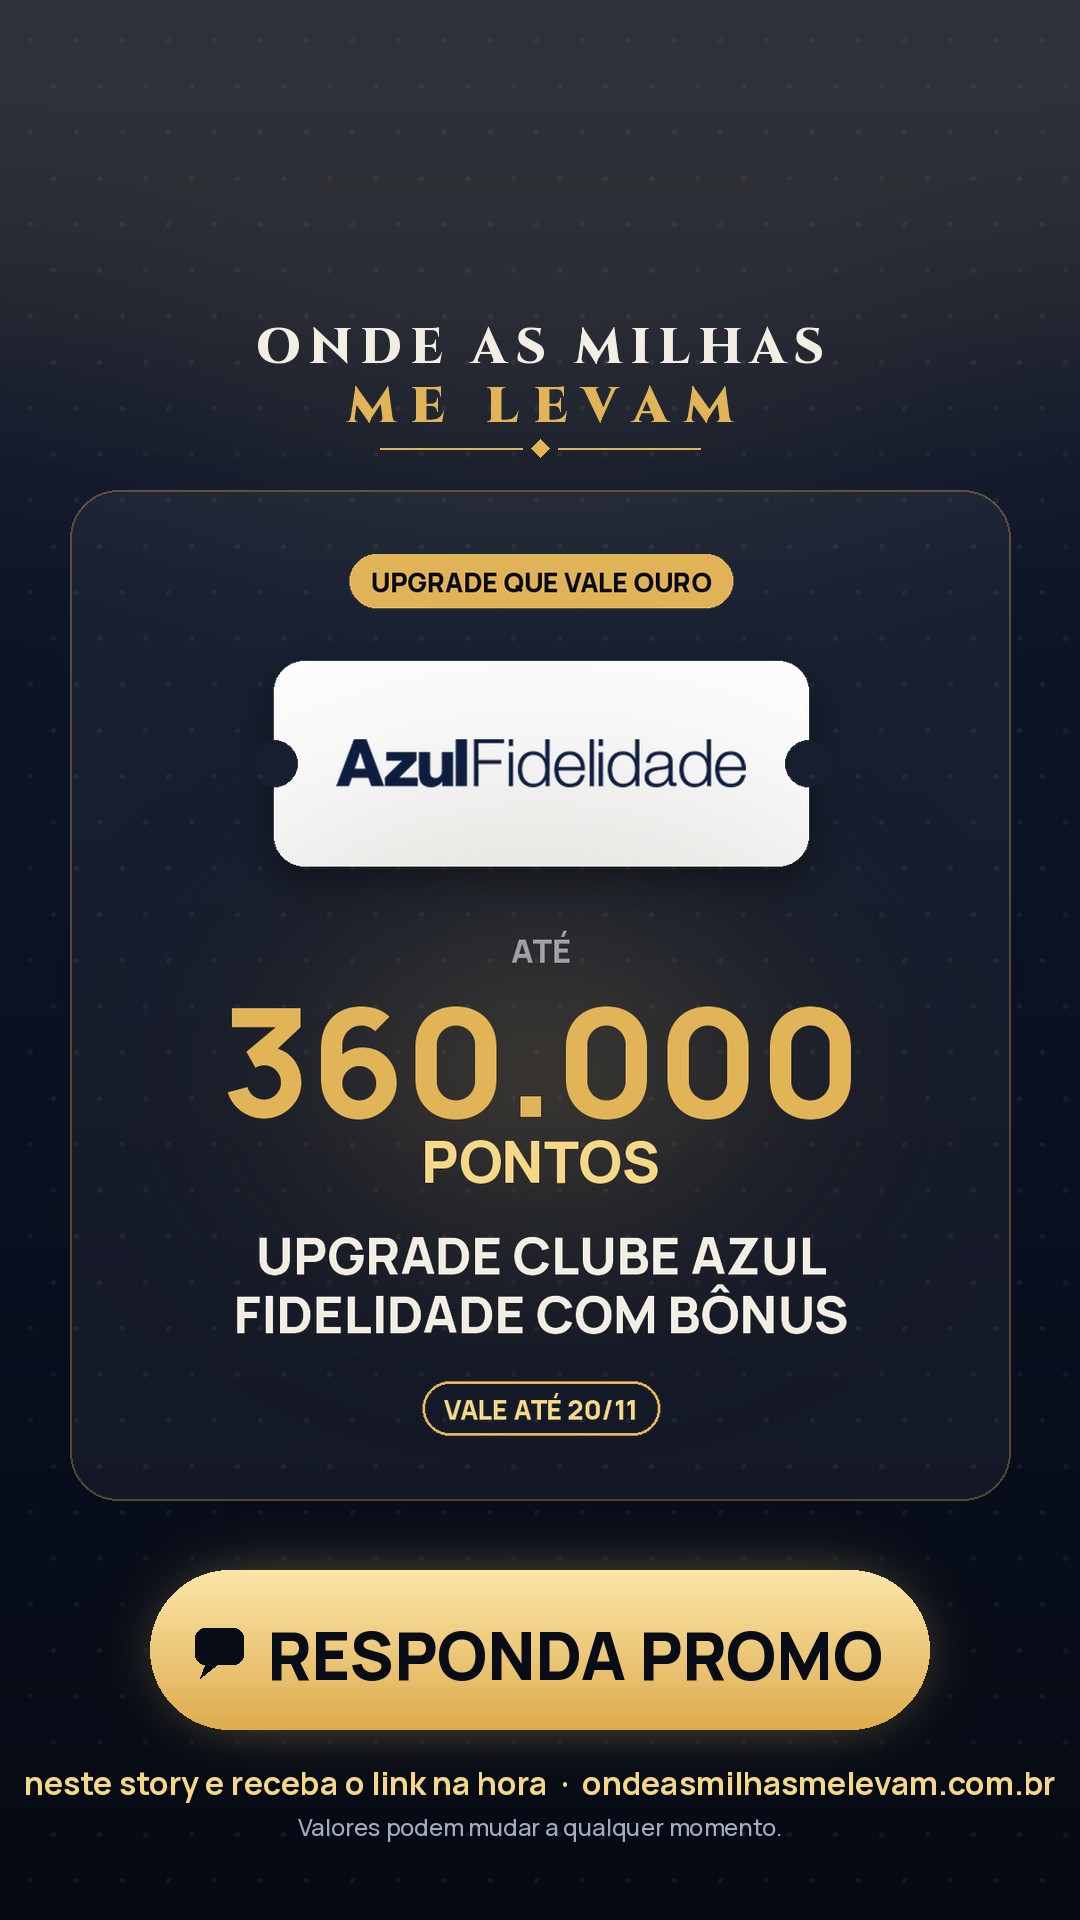 ONDE AS MILHAS
ME LEVAM
UPGRADE QUE VALE OURO
AzulFidelidade
ATÉ
360.000
PONTOS
UPGRADE CLUBE AZUL
FIDELIDADE COM BÔNUS
VALE ATÉ 20/11
RESPONDA PROMO
neste story e receba o link na hora · ondeasmilhasmelevam.com.br
Valores podem mudar a qualquer momento.